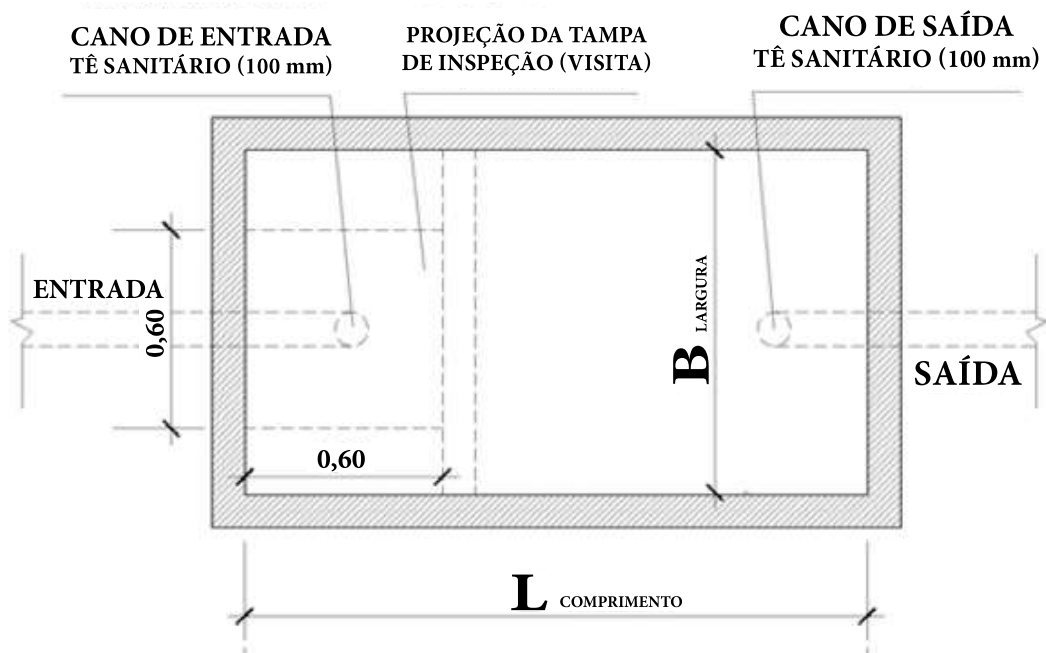 CANO DE ENTRADA
TÊ SANITÁRIO (100 mm)
PROJEÇÃO DA TAMPA
DE INSPEÇÃO (VISITA)
CANO DE SAÍDA
TÊ SANITÁRIO (100 mm)
ENTRADA
0,60
0,60
B LARGURA
SAÍDA
L COMPRIMENTO